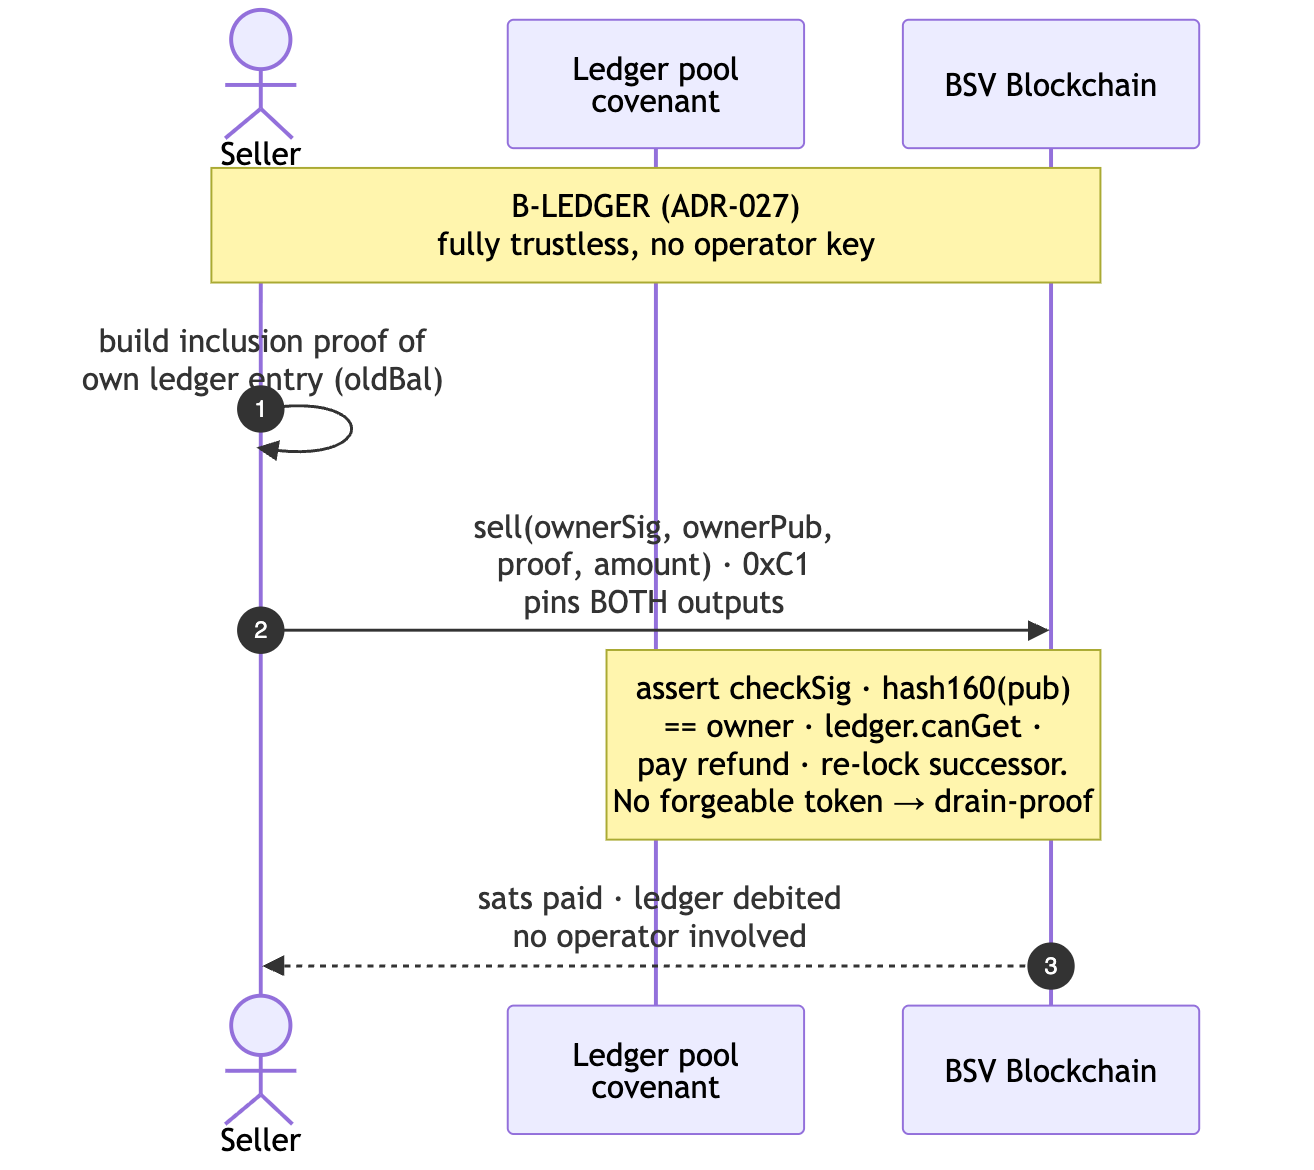 Seller
Ledger pool
covenant
BSV Blockchain
B-LEDGER (ADR-027)
fully trustless, no operator key
build inclusion proof of
own ledger entry (oldBal)
1
sell(ownerSig, ownerPub,
proof, amount) · 0xC1
pins BOTH outputs
2
assert checkSig · hash160(pub)
== owner · ledger.canGet ·
pay refund · re-lock successor.
No forgeable token → drain-proof
sats paid · ledger debited
no operator involved
3
Seller
Ledger pool
covenant
BSV Blockchain